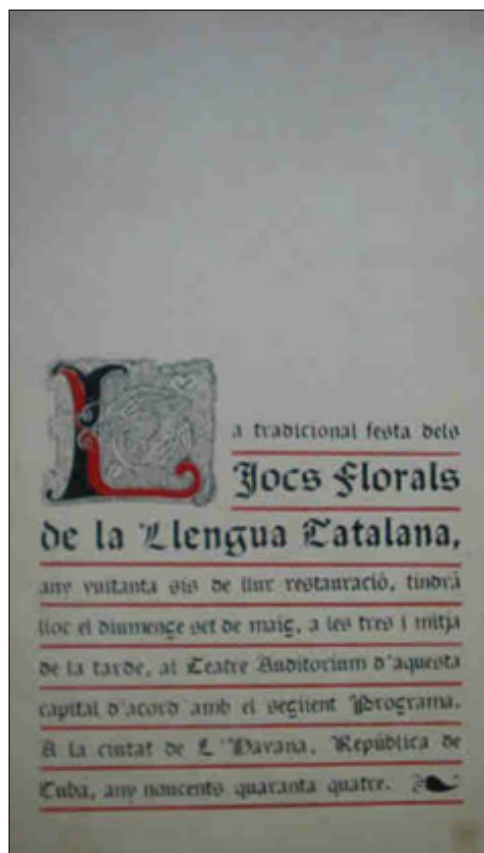 La tradicional festa dels
Jocs Florals
de la Llengua Catalana,
any vuitanta sis de llur restauració, tindrà
lloc el diumenge set de maig, a les tres i mitja
de la tarde, al Teatre Auditorium d'aquesta
capital d'acord amb el següent Programa.
A la ciutat de L'Havana, República de
Cuba, any noucents quaranta quatre.